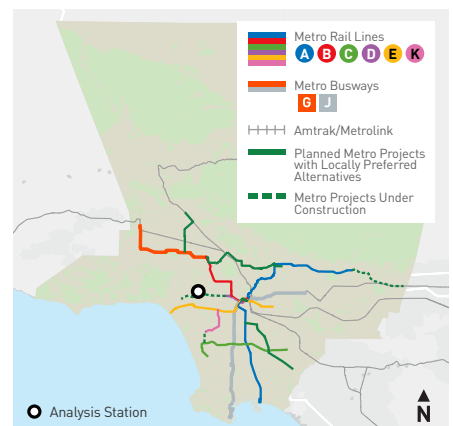 Metro Rail Lines
A B C D E K
Metro Busways
G J
Amtrak/Metrolink
Planned Metro Projects
with Locally Preferred
Alternatives
Metro Projects Under
Construction
Analysis Station
N